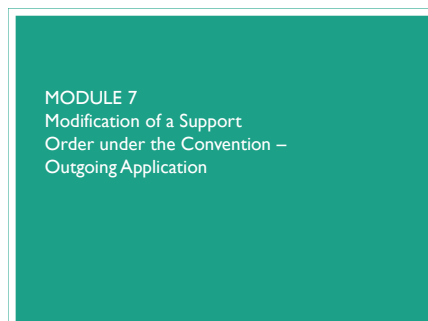 MODULE 7
Modification of a Support
Order under the Convention –
Outgoing Application